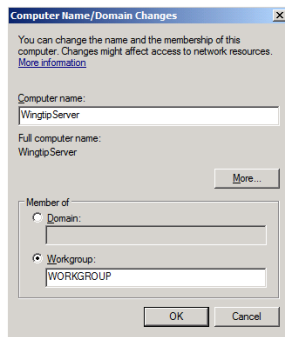 Computer Name/Domain Changes
You can change the name and the membership of this
computer. Changes might affect access to network resources.
More information
Computer name:
WingtipServer
Full computer name:
WingtipServer
More...
Member of
Domain:
Workgroup:
WORKGROUP
OK Cancel